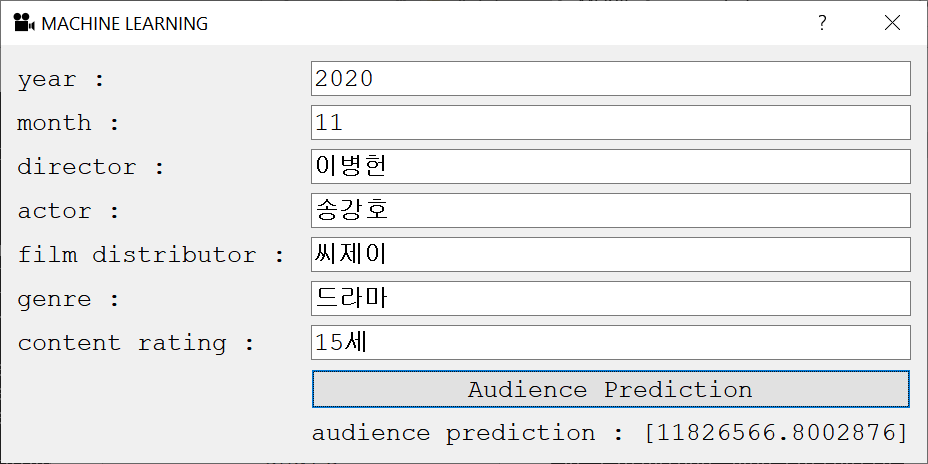 MACHINE LEARNING ?
year : 2020
month : 11
director : 이병헌
actor : 송강호
film distributor : 씨제이
genre : 드라마
content rating : 15세
Audience Prediction
audience prediction : [11826566.8002876]